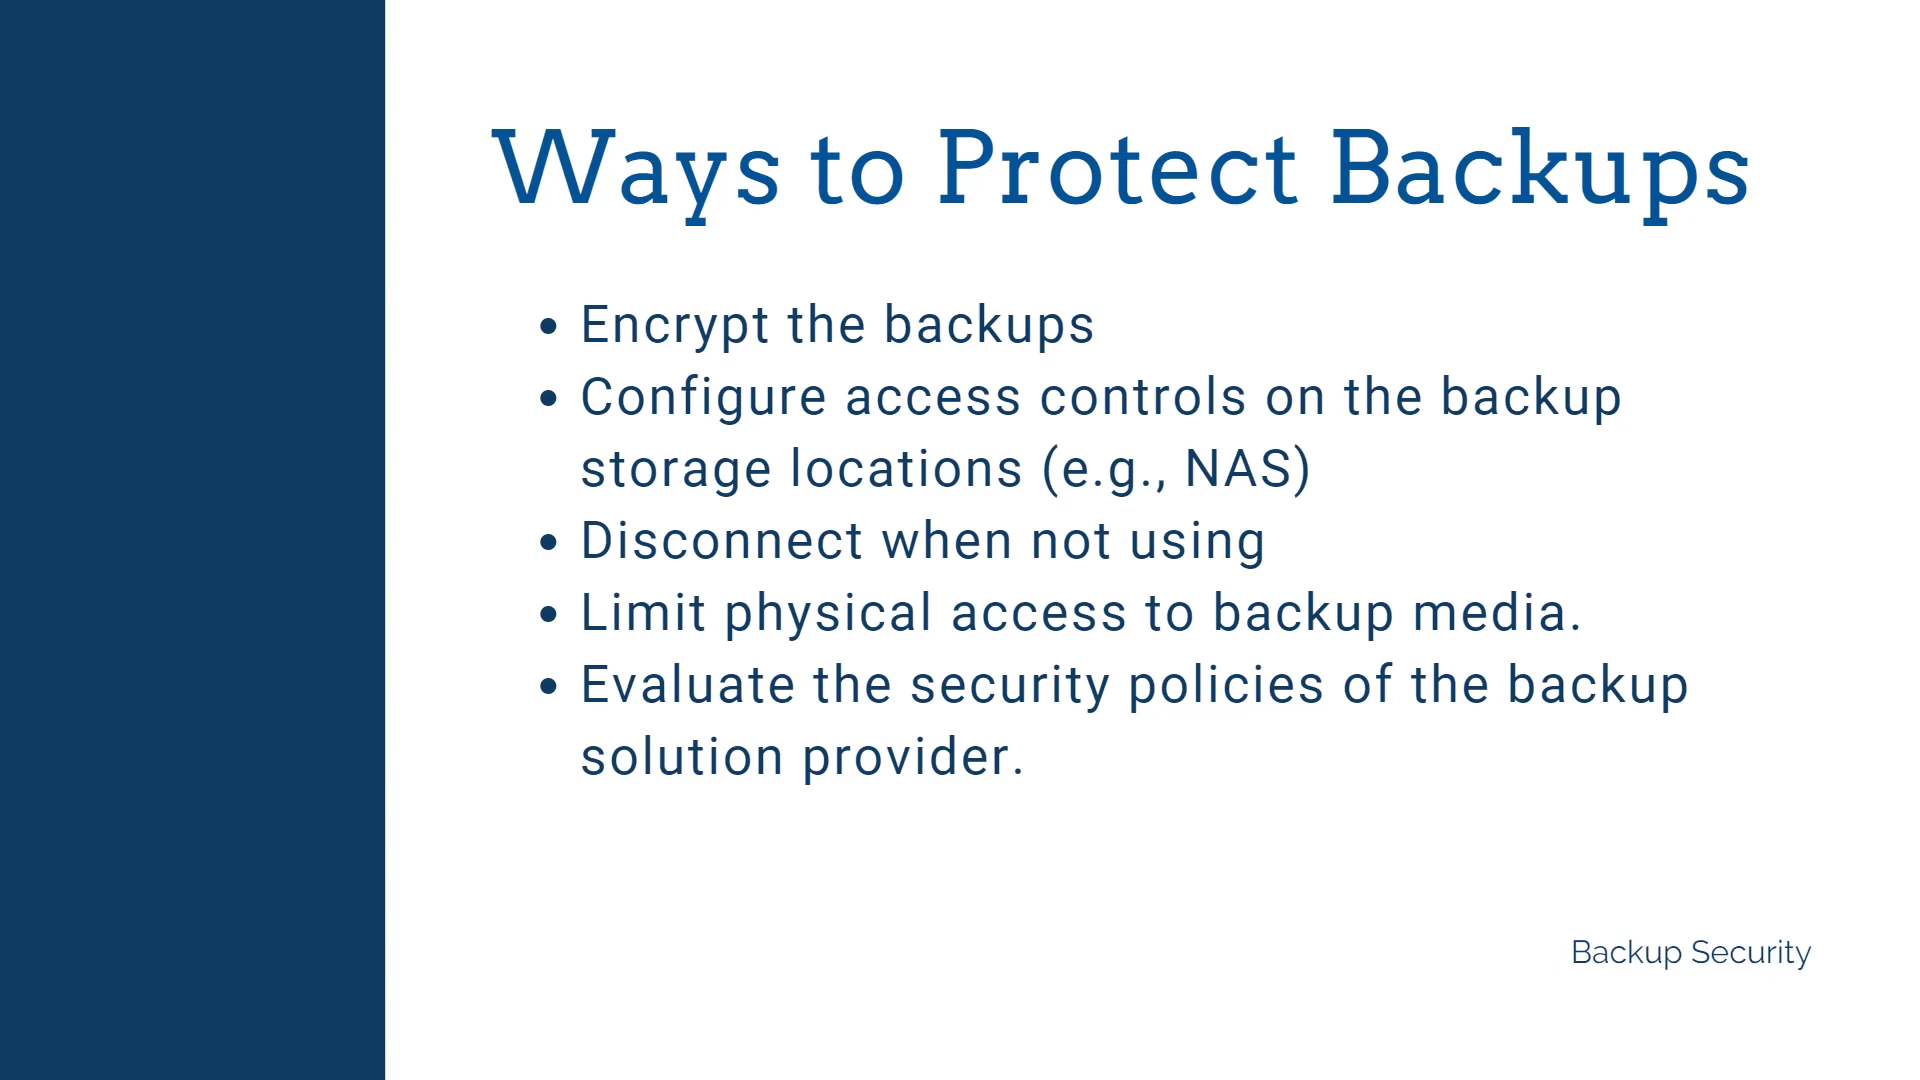 Ways to Protect Backups
• Encrypt the backups
• Configure access controls on the backup
storage locations (e.g., NAS)
• Disconnect when not using
• Limit physical access to backup media.
• Evaluate the security policies of the backup
solution provider.
Backup Security